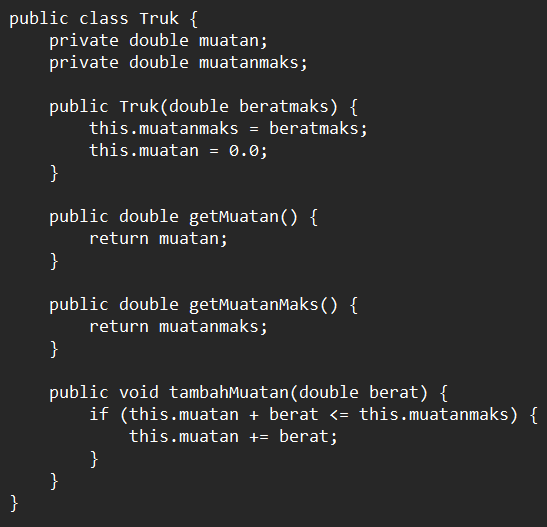 public class Truk {
    private double muatan;
    private double muatanmaks;

    public Truk(double beratmaks) {
        this.muatanmaks = beratmaks;
        this.muatan = 0.0;
    }

    public double getMuatan() {
        return muatan;
    }

    public double getMuatanMaks() {
        return muatanmaks;
    }

    public void tambahMuatan(double berat) {
        if (this.muatan + berat <= this.muatanmaks) {
            this.muatan += berat;
        }
    }
}